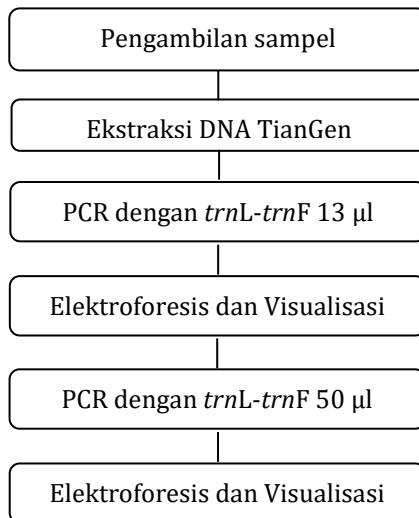 Pengambilan sampel
Ekstraksi DNA TianGen
PCR dengan trnL-trnF 13 µl
Elektroforesis dan Visualisasi
PCR dengan trnL-trnF 50 µl
Elektroforesis dan Visualisasi